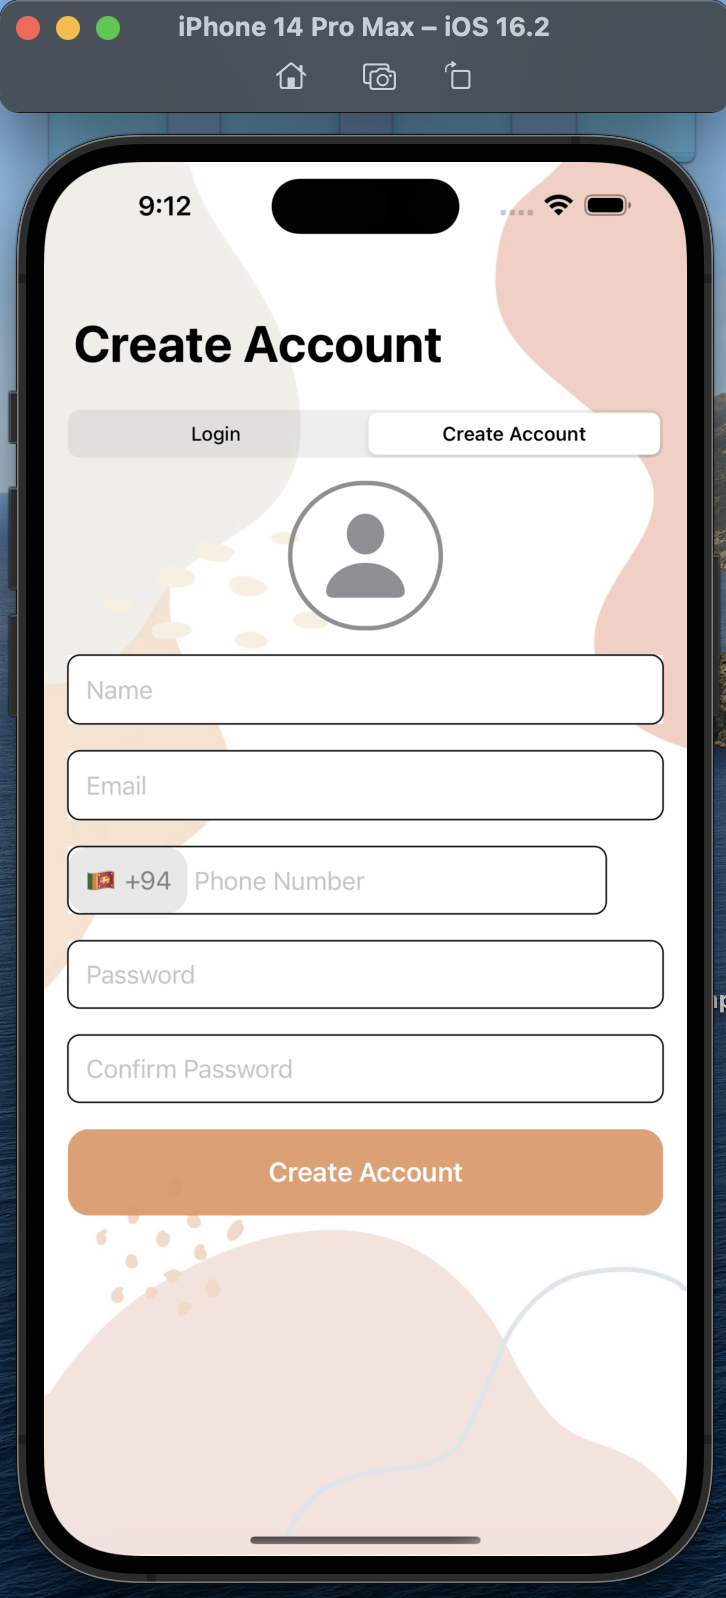 iPhone 14 Pro Max – iOS 16.2
9:12
Create Account
Login
Create Account
Name
Email
+94 Phone Number
Password
Confirm Password
Create Account